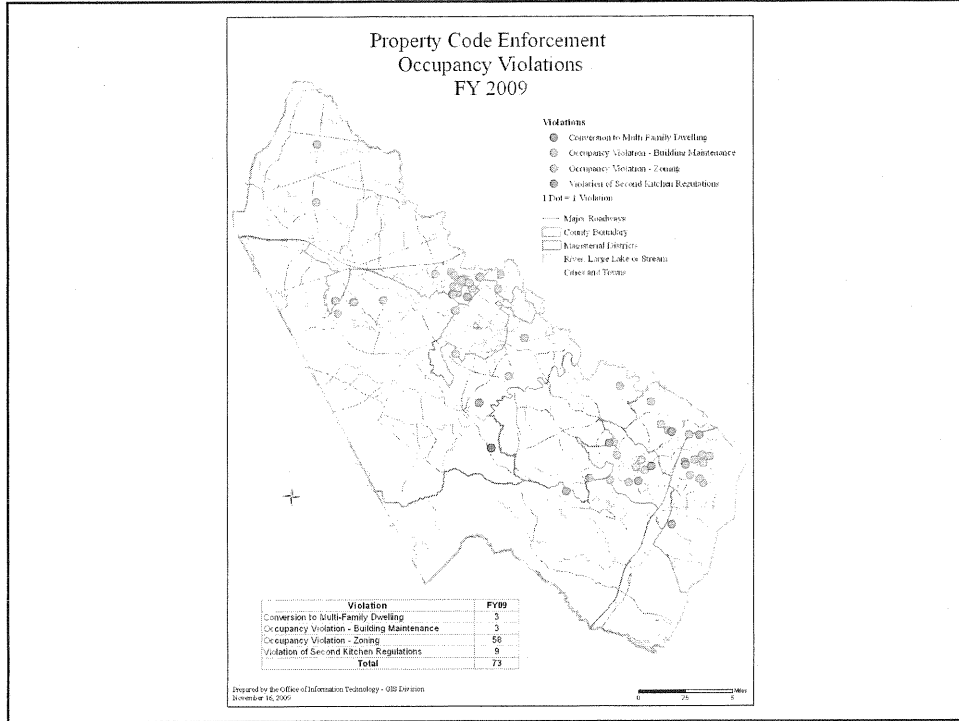 Property Code Enforcement
Occupancy Violations
FY 2009
Violations
Conversion to Multi Family Dwelling
Occupancy Violation - Building Maintenance
Occupancy Violation - Zoning
Violation of Second Kitchen Regulations
1 Dot = 1 Violation
Major Roadways
County Boundary
Magisterial Districts
River, Large Lake or Stream
Cities and Towns
Violation FY09
Conversion to Multi-Family Dwelling 3
Occupancy Violation - Building Maintenance 3
Occupancy Violation - Zoning 58
Violation of Second Kitchen Regulations 9
Total 73
Prepared by the Office of Information Technology - GIS Division
November 16, 2009
Miles
0 2.5 5